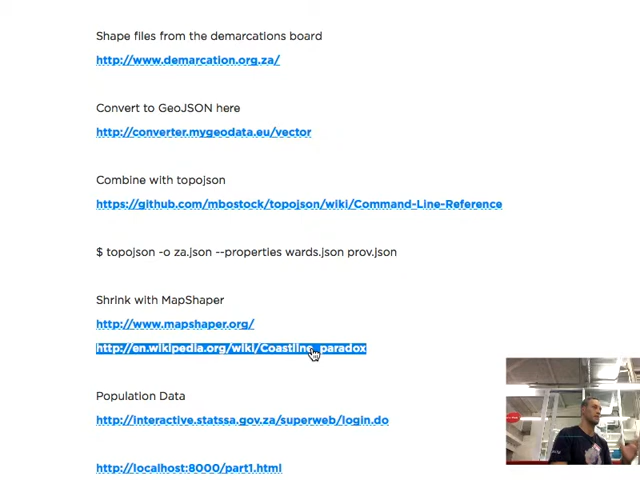 Shape files from the demarcations board
http://www.demarcation.org.za/
Convert to GeoJSON here
http://converter.mygeodata.eu/vector
Combine with topojson
https://github.com/mbostock/topojson/wiki/Command-Line-Reference
$ topojson -o za.json --properties wards.json prov.json
Shrink with MapShaper
http://www.mapshaper.org/
http://en.wikipedia.org/wiki/Coastline_paradox
Population Data
http://interactive.statssa.gov.za/superweb/login.do
http://localhost:8000/part1.html